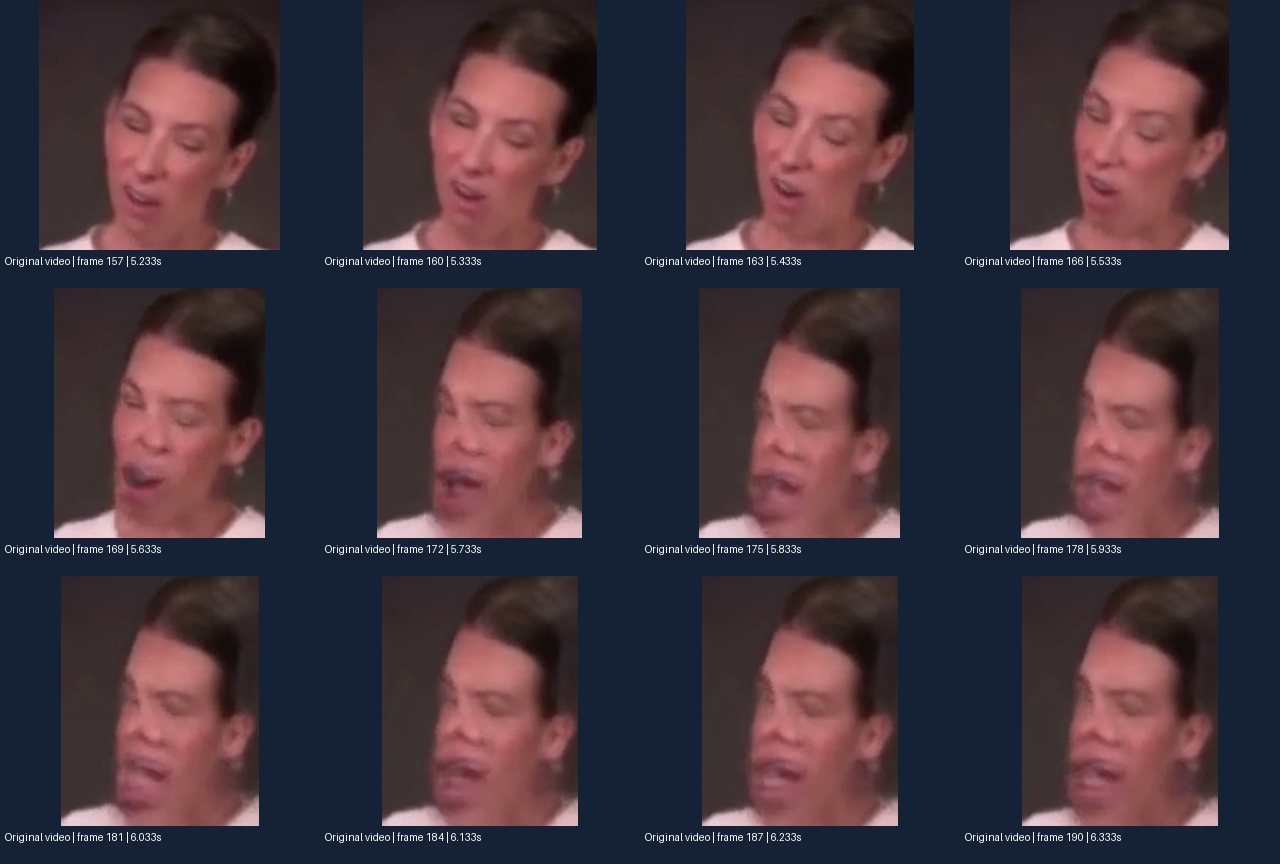 Original video | frame 157 | 5.233s
Original video | frame 160 | 5.333s
Original video | frame 163 | 5.433s
Original video | frame 166 | 5.533s
Original video | frame 169 | 5.633s
Original video | frame 172 | 5.733s
Original video | frame 175 | 5.833s
Original video | frame 178 | 5.933s
Original video | frame 181 | 6.033s
Original video | frame 184 | 6.133s
Original video | frame 187 | 6.233s
Original video | frame 190 | 6.333s